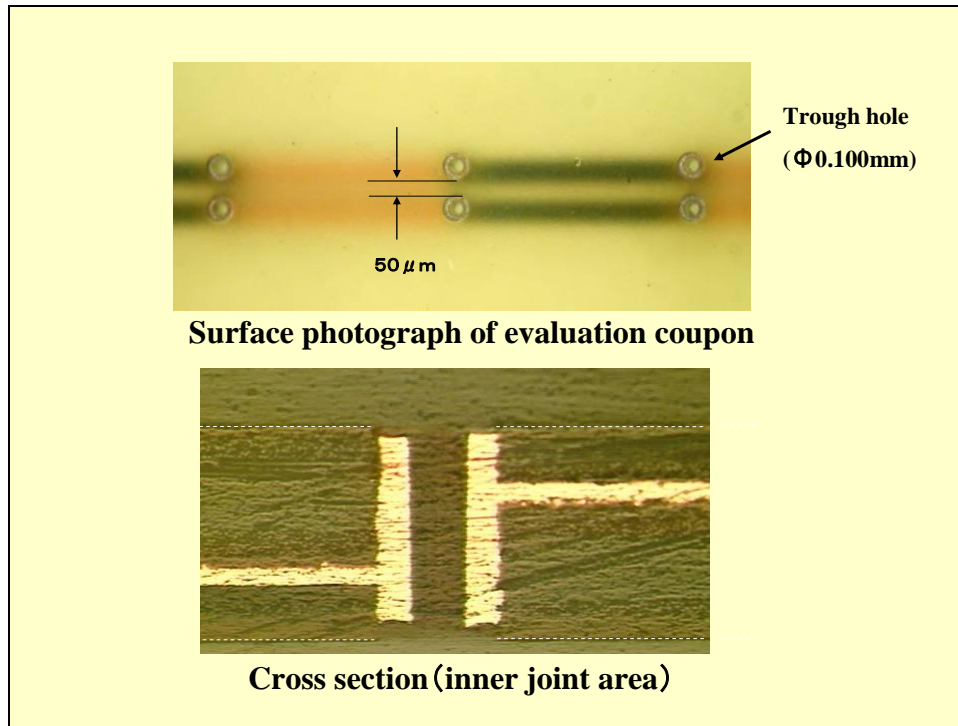 Trough hole
(Φ0.100mm)
50μm
Surface photograph of evaluation coupon
Cross section（inner joint area）